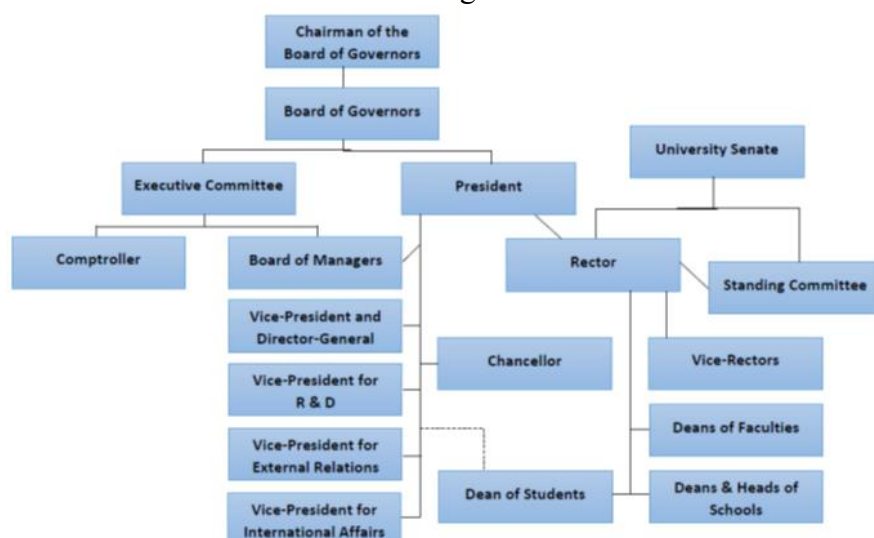 Chairman of the
Board of Governors
Board of Governors
University Senate
Executive Committee
President
Comptroller
Board of Managers
Rector
Standing Committee
Vice-President and
Director-General
Chancellor
Vice-Rectors
Vice-President for
R & D
Deans of Faculties
Vice-President for
External Relations
Dean of Students
Deans & Heads of
Schools
Vice-President for
International Affairs